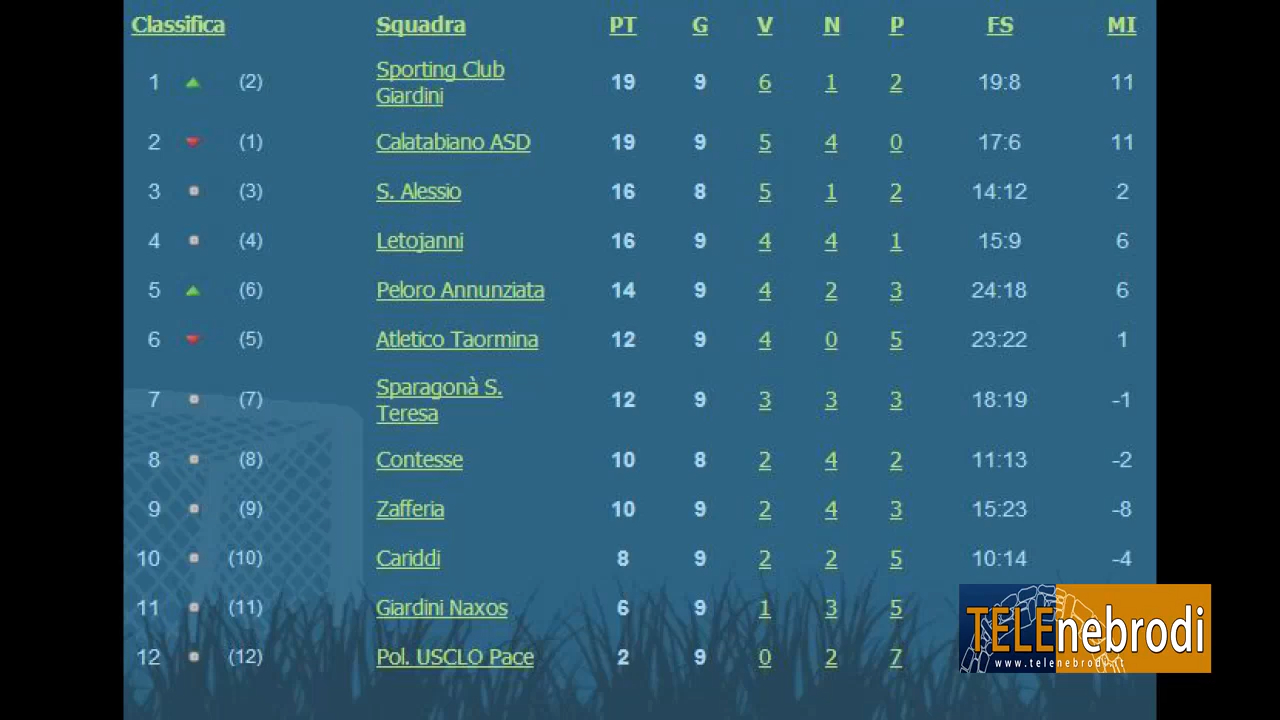 Classifica Squadra PT G V N P FS MI
1 (2) Sporting Club Giardini 19 9 6 1 2 19:8 11
2 (1) Calatabiano ASD 19 9 5 4 0 17:6 11
3 (3) S. Alessio 16 8 5 1 2 14:12 2
4 (4) Letojanni 16 9 4 4 1 15:9 6
5 (6) Peloro Annunziata 14 9 4 2 3 24:18 6
6 (5) Atletico Taormina 12 9 4 0 5 23:22 1
7 (7) Sparagonà S. Teresa 12 9 3 3 3 18:19 -1
8 (8) Contesse 10 8 2 4 2 11:13 -2
9 (9) Zafferia 10 9 2 4 3 15:23 -8
10 (10) Cariddi 8 9 2 2 5 10:14 -4
11 (11) Giardini Naxos 6 9 1 3 5
12 (12) Pol. USCLO Pace 2 9 0 2 7
TELEnebrodi
www.telenebrodi.it